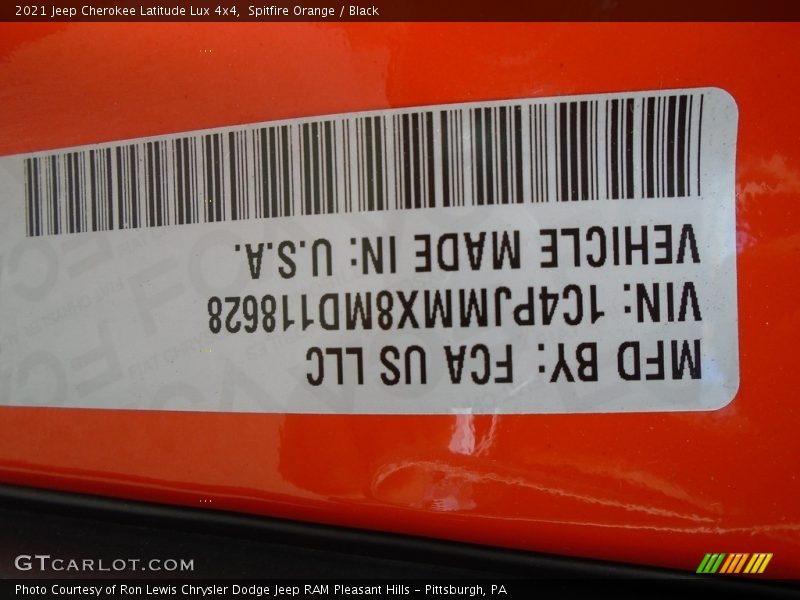 2021 Jeep Cherokee Latitude Lux 4x4, Spitfire Orange / Black
MFD BY: FCA US LLC
VIN: 1C4PJMMX8MD118628
VEHICLE MADE IN: U.S.A.
GTCARLOT.COM
Photo Courtesy of Ron Lewis Chrysler Dodge Jeep RAM Pleasant Hills - Pittsburgh, PA